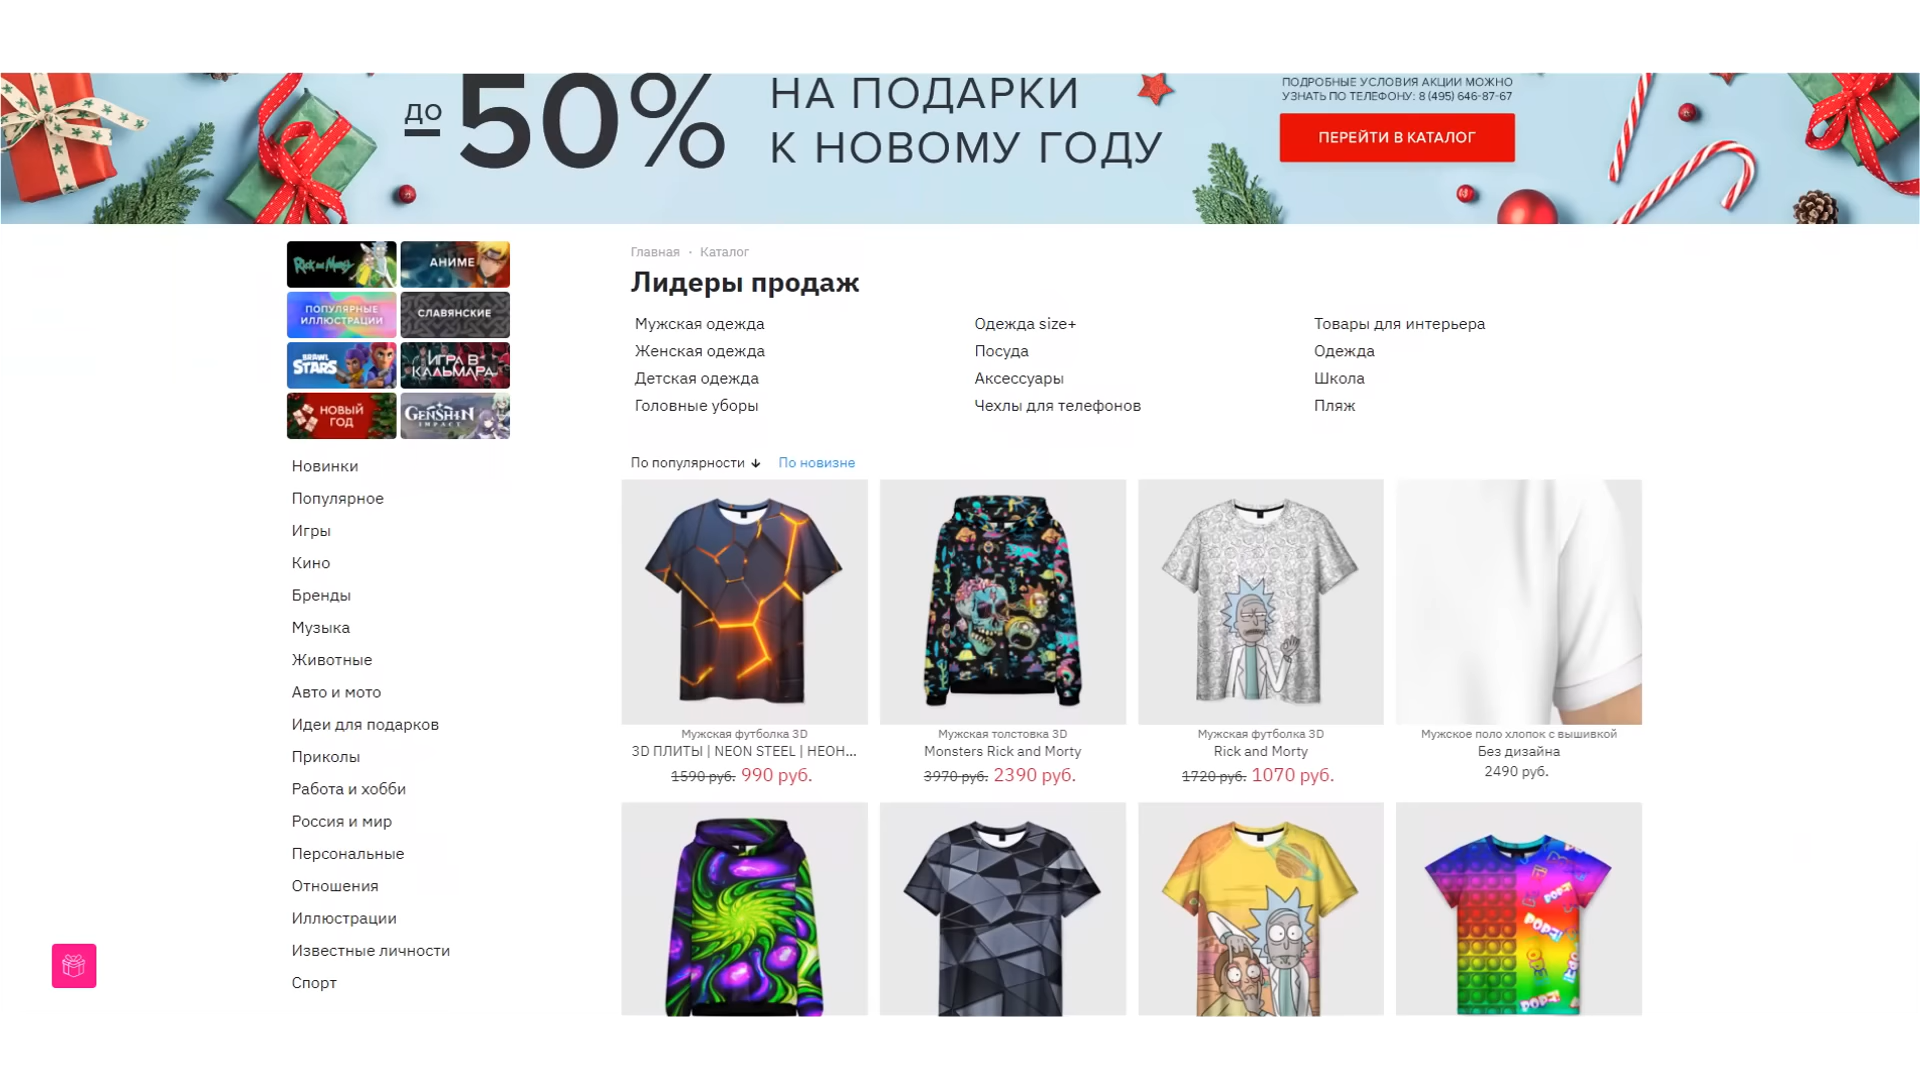 ДО 50%
НА ПОДАРКИ
К НОВОМУ ГОДУ
ПОДРОБНЫЕ УСЛОВИЯ АКЦИИ МОЖНО
УЗНАТЬ ПО ТЕЛЕФОНУ: 8 (495) 646-87-67
ПЕРЕЙТИ В КАТАЛОГ
Rick and Morty
АНИМЕ
ПОПУЛЯРНЫЕ
ИЛЛЮСТРАЦИИ
СЛАВЯНСКИЕ
BRAWL
STARS
ИГРА В
КАЛЬМАРА
НОВЫЙ
ГОД
GENSHIN
IMPACT
Новинки
Популярное
Игры
Кино
Бренды
Музыка
Животные
Авто и мото
Идеи для подарков
Приколы
Работа и хобби
Россия и мир
Персональные
Отношения
Иллюстрации
Известные личности
Спорт
Главная · Каталог
Лидеры продаж
Мужская одежда
Женская одежда
Детская одежда
Головные уборы
Одежда size+
Посуда
Аксессуары
Чехлы для телефонов
Товары для интерьера
Одежда
Школа
Пляж
По популярности ↓ По новизне
Мужская футболка 3D
3D ПЛИТЫ | NEON STEEL | НЕОН...
1590 руб. 990 руб.
Мужская толстовка 3D
Monsters Rick and Morty
3970 руб. 2390 руб.
Мужская футболка 3D
Rick and Morty
1720 руб. 1070 руб.
Мужское поло хлопок с вышивкой
Без дизайна
2490 руб.